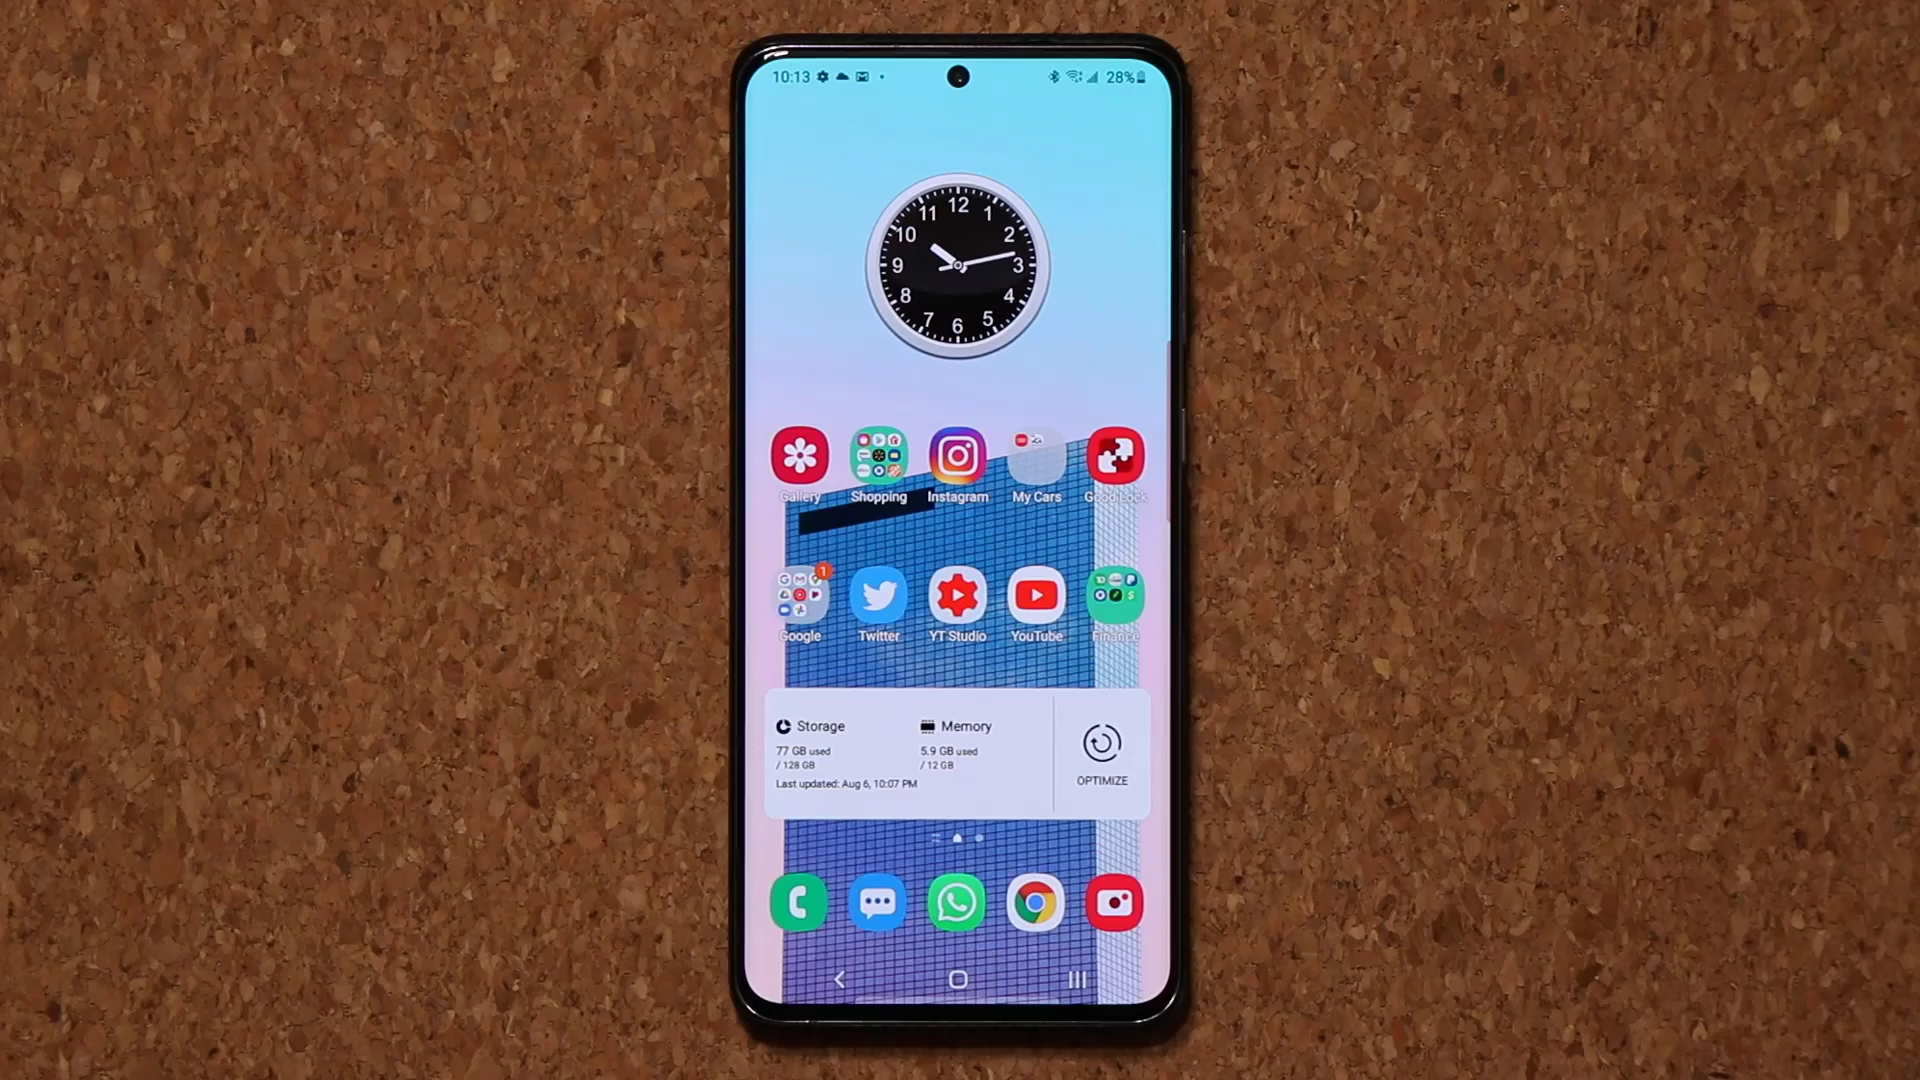 10:13
28%
12
11 1
10 2
9 3
8 4
7 5
6
Gallery Shopping Instagram My Cars Good Lock
1
Google Twitter YT Studio YouTube Finance
Storage Memory
77 GB used 5.9 GB used
/ 128 GB / 12 GB
Last updated: Aug 6, 10:07 PM
OPTIMIZE